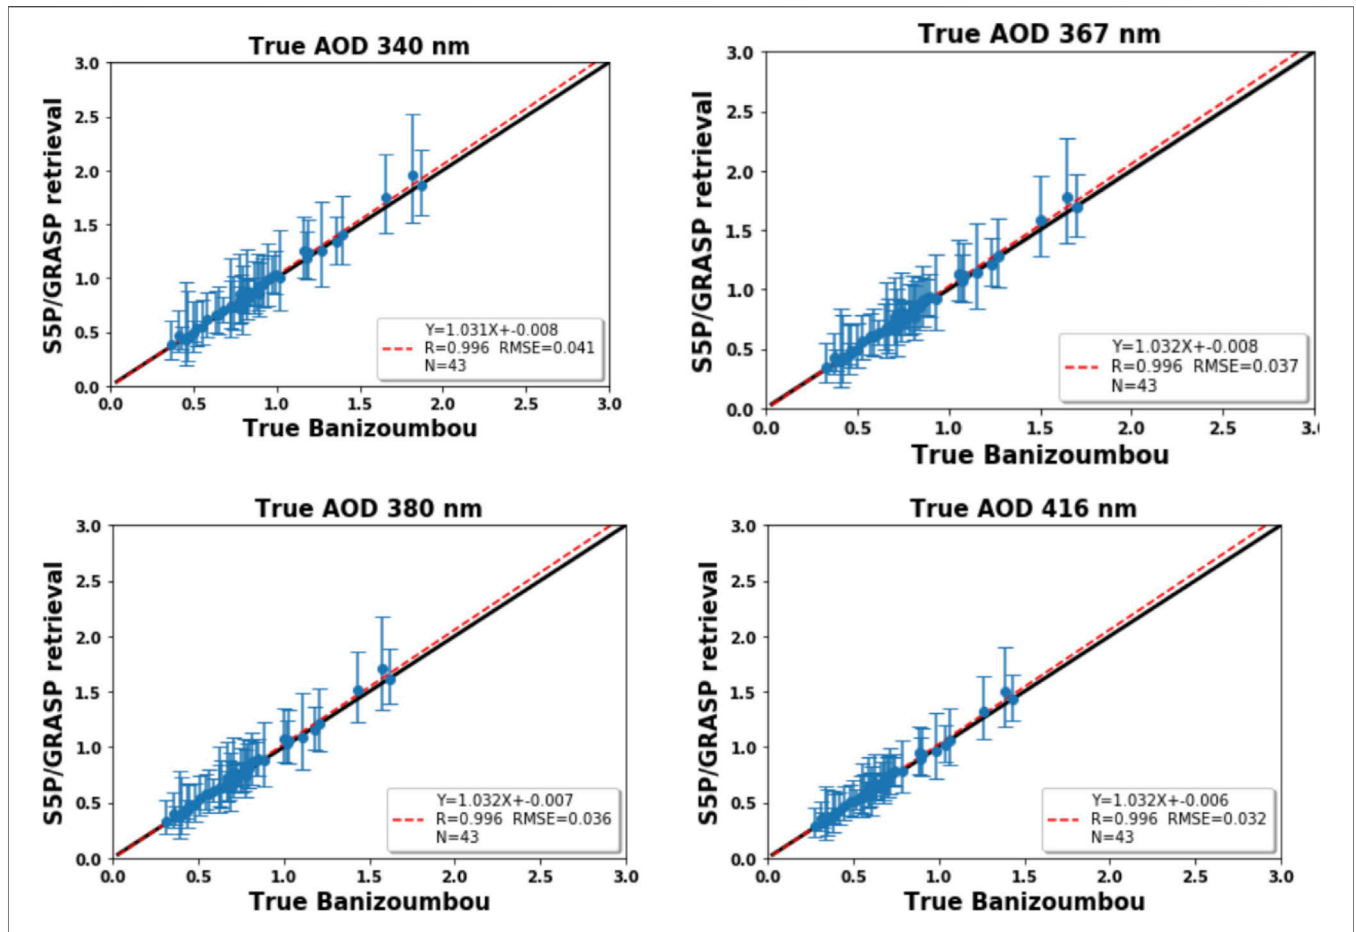 True AOD 340 nm
3.0
2.5
2.0
1.5
1.0
0.5
0.0
S5P/GRASP retrieval
Y=1.031X+-0.008
R=0.996 RMSE=0.041
N=43
0.0 0.5 1.0 1.5 2.0 2.5 3.0
True Banizoumbou
True AOD 367 nm
3.0
2.5
2.0
1.5
1.0
0.5
0.0
S5P/GRASP retrieval
Y=1.032X+-0.008
R=0.996 RMSE=0.037
N=43
0.0 0.5 1.0 1.5 2.0 2.5 3.0
True Banizoumbou
True AOD 380 nm
3.0
2.5
2.0
1.5
1.0
0.5
0.0
S5P/GRASP retrieval
Y=1.032X+-0.007
R=0.996 RMSE=0.036
N=43
0.0 0.5 1.0 1.5 2.0 2.5 3.0
True Banizoumbou
True AOD 416 nm
3.0
2.5
2.0
1.5
1.0
0.5
0.0
S5P/GRASP retrieval
Y=1.032X+-0.006
R=0.996 RMSE=0.032
N=43
0.0 0.5 1.0 1.5 2.0 2.5 3.0
True Banizoumbou